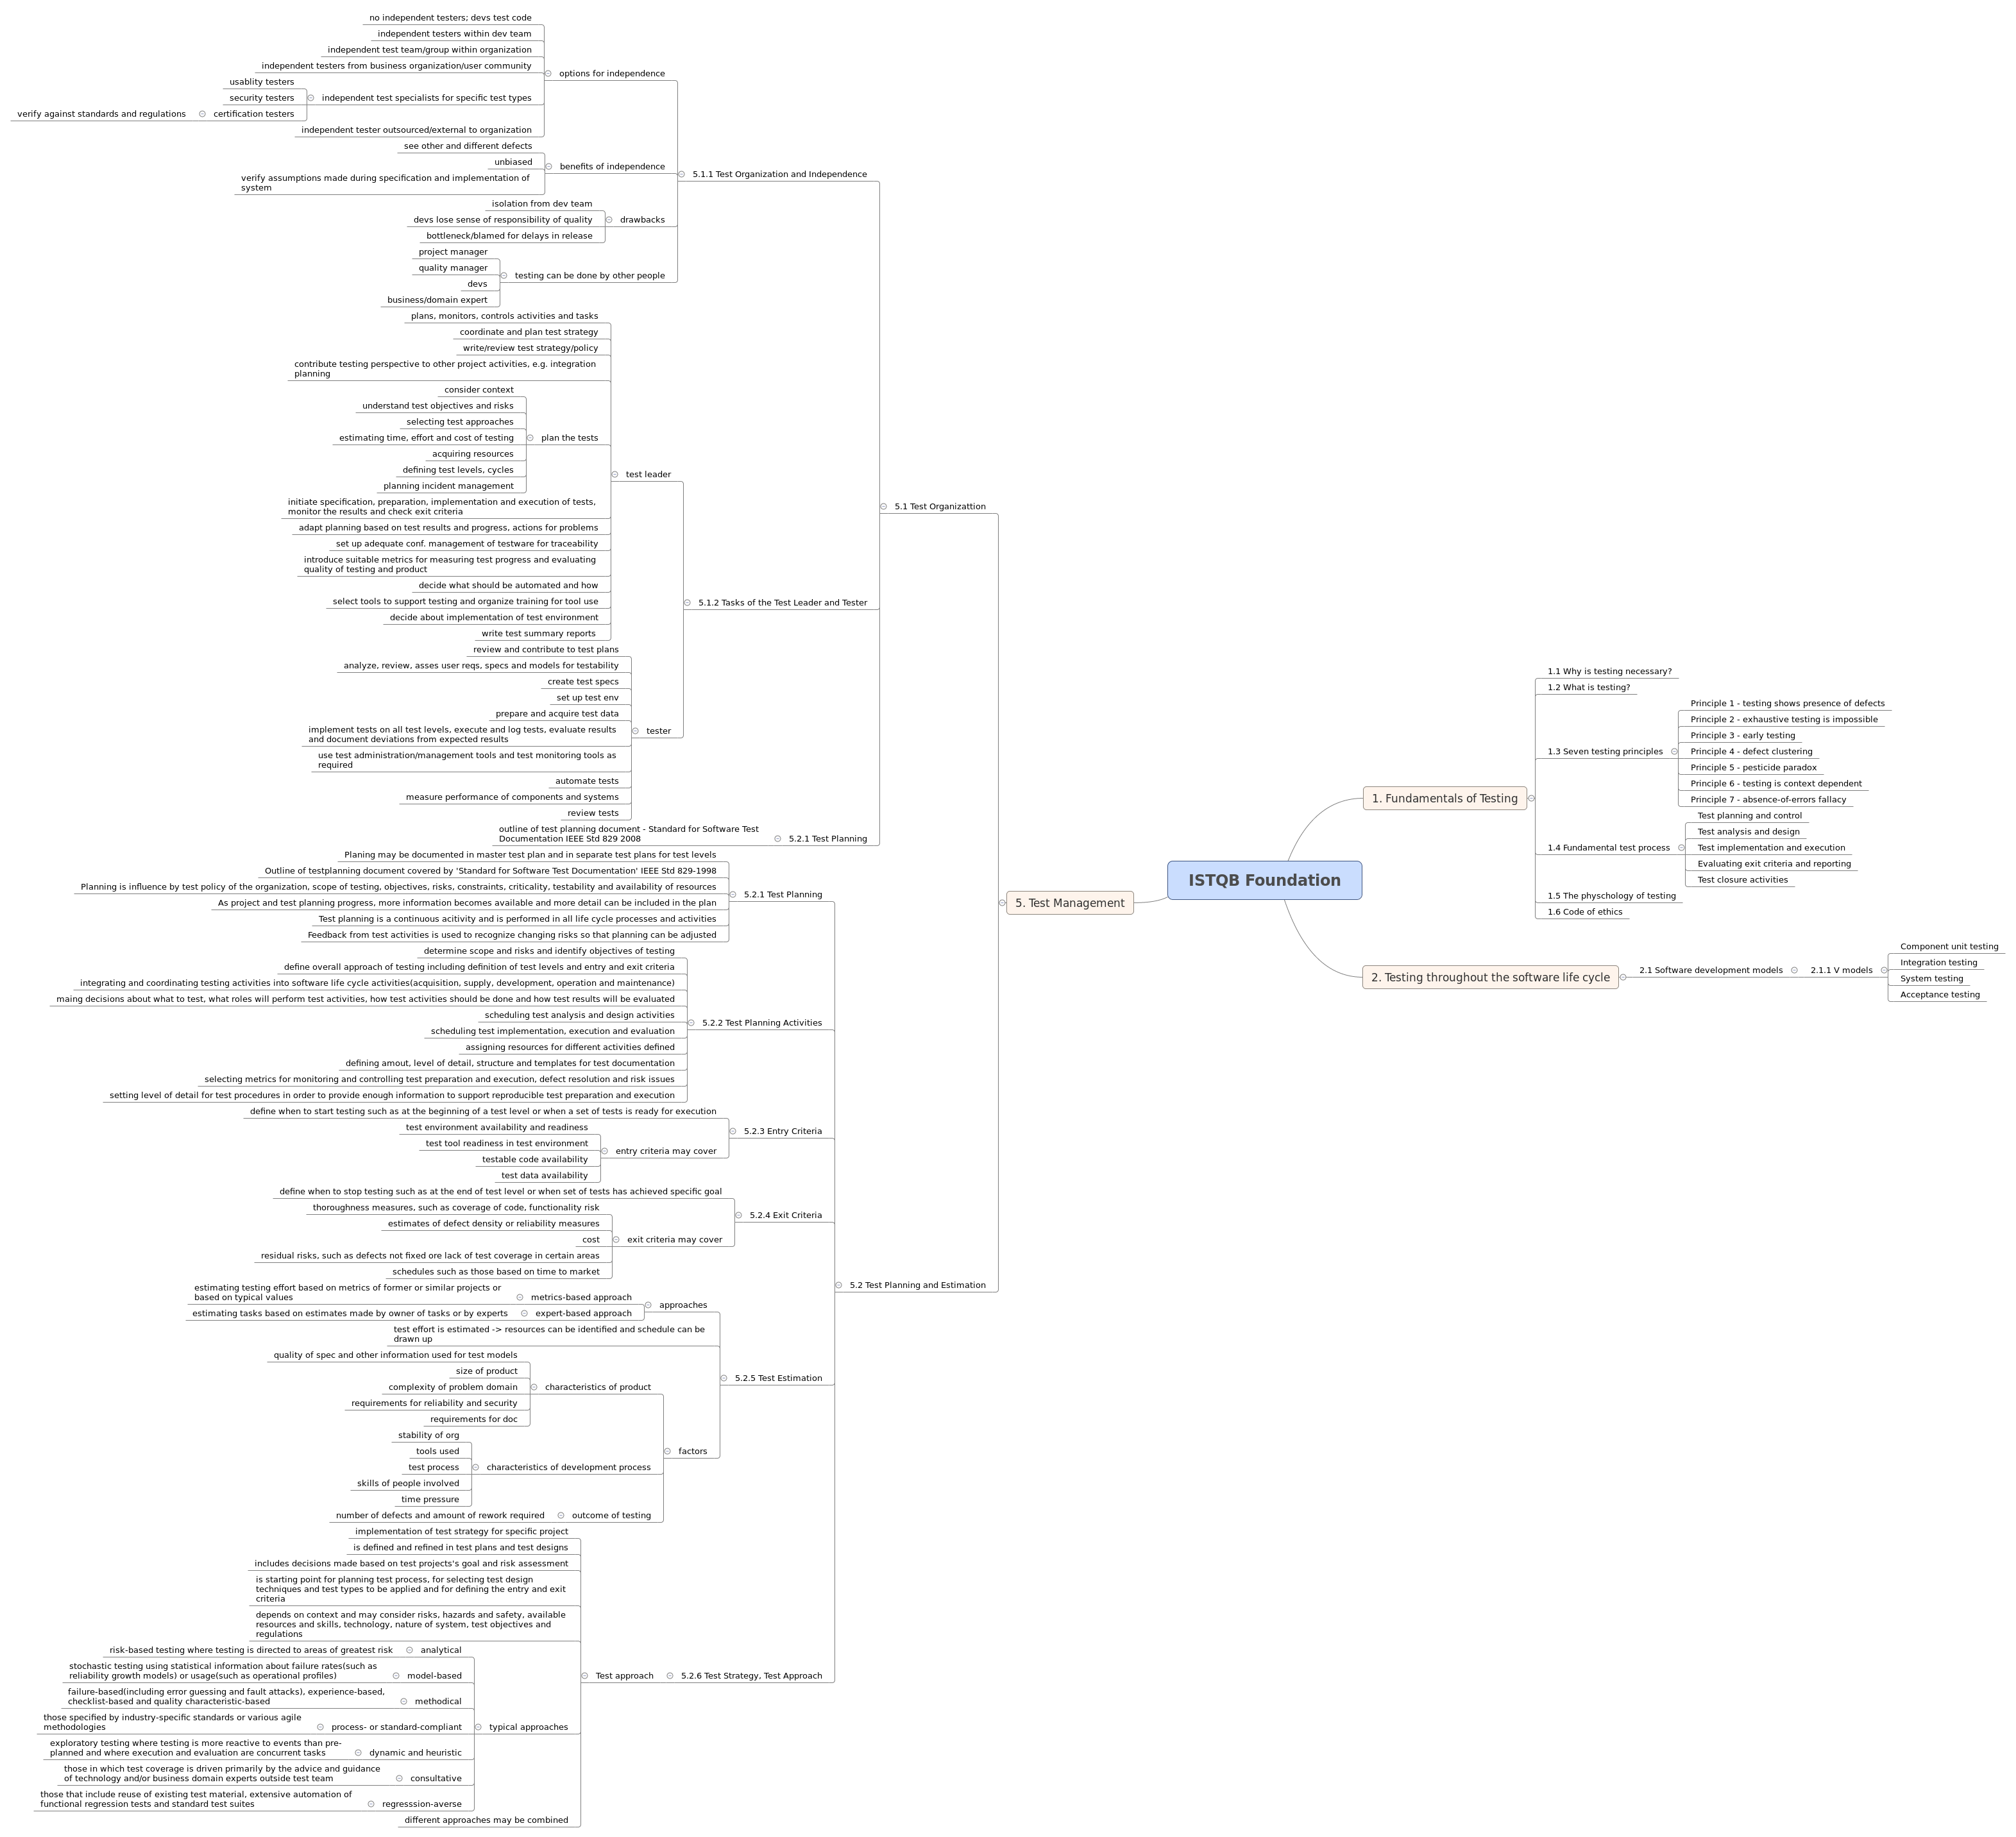 no independent testers; devs test code
independent testers within dev team
independent test team/group within organization
independent testers from business organization/user community
options for independence
usablity testers
security testers
independent test specialists for specific test types
verify against standards and regulations
certification testers
independent tester outsourced/external to organization
see other and different defects
unbiased
benefits of independence
verify assumptions made during specification and implementation of
system
5.1.1 Test Organization and Independence
isolation from dev team
devs lose sense of responsibility of quality
drawbacks
bottleneck/blamed for delays in release
project manager
quality manager
testing can be done by other people
devs
business/domain expert
plans, monitors, controls activities and tasks
coordinate and plan test strategy
write/review test strategy/policy
contribute testing perspective to other project activities, e.g. integration
planning
consider context
understand test objectives and risks
selecting test approaches
estimating time, effort and cost of testing
plan the tests
acquiring resources
defining test levels, cycles
planning incident management
test leader
initiate specification, preparation, implementation and execution of tests,
monitor the results and check exit criteria
5.1 Test Organizattion
adapt planning based on test results and progress, actions for problems
set up adequate conf. management of testware for traceability
introduce suitable metrics for measuring test progress and evaluating
quality of testing and product
decide what should be automated and how
select tools to support testing and organize training for tool use
5.1.2 Tasks of the Test Leader and Tester
decide about implementation of test environment
write test summary reports
review and contribute to test plans
analyze, review, asses user reqs, specs and models for testability
create test specs
set up test env
prepare and acquire test data
implement tests on all test levels, execute and log tests, evaluate results
and document deviations from expected results
tester
use test administration/management tools and test monitoring tools as
required
automate tests
measure performance of components and systems
review tests
outline of test planning document - Standard for Software Test
Documentation IEEE Std 829 2008
5.2.1 Test Planning
Planing may be documented in master test plan and in separate test plans for test levels
Outline of testplanning document covered by 'Standard for Software Test Documentation' IEEE Std 829-1998
Planning is influence by test policy of the organization, scope of testing, objectives, risks, constraints, criticality, testability and availability of resources
5.2.1 Test Planning
As project and test planning progress, more information becomes available and more detail can be included in the plan
Test planning is a continuous acitivity and is performed in all life cycle processes and activities
Feedback from test activities is used to recognize changing risks so that planning can be adjusted
determine scope and risks and identify objectives of testing
define overall approach of testing including definition of test levels and entry and exit criteria
integrating and coordinating testing activities into software life cycle activities(acquisition, supply, development, operation and maintenance)
maing decisions about what to test, what roles will perform test activities, how test activities should be done and how test results will be evaluated
scheduling test analysis and design activities
5.2.2 Test Planning Activities
scheduling test implementation, execution and evaluation
assigning resources for different activities defined
defining amout, level of detail, structure and templates for test documentation
selecting metrics for monitoring and controlling test preparation and execution, defect resolution and risk issues
setting level of detail for test procedures in order to provide enough information to support reproducible test preparation and execution
define when to start testing such as at the beginning of a test level or when a set of tests is ready for execution
5.2.3 Entry Criteria
test environment availability and readiness
test tool readiness in test environment
entry criteria may cover
testable code availability
test data availability
define when to stop testing such as at the end of test level or when set of tests has achieved specific goal
5.2.4 Exit Criteria
thoroughness measures, such as coverage of code, functionality risk
estimates of defect density or reliability measures
cost
exit criteria may cover
residual risks, such as defects not fixed ore lack of test coverage in certain areas
schedules such as those based on time to market
5.2 Test Planning and Estimation
estimating testing effort based on metrics of former or similar projects or
based on typical values
metrics-based approach
approaches
estimating tasks based on estimates made by owner of tasks or by experts
expert-based approach
test effort is estimated -> resources can be identified and schedule can be
drawn up
5.2.5 Test Estimation
quality of spec and other information used for test models
size of product
complexity of problem domain
characteristics of product
requirements for reliability and security
requirements for doc
factors
stability of org
tools used
test process
characteristics of development process
skills of people involved
time pressure
number of defects and amount of rework required
outcome of testing
implementation of test strategy for specific project
is defined and refined in test plans and test designs
includes decisions made based on test projects's goal and risk assessment
is starting point for planning test process, for selecting test design
techniques and test types to be applied and for defining the entry and exit
criteria
depends on context and may consider risks, hazards and safety, available
resources and skills, technology, nature of system, test objectives and
regulations
Test approach
5.2.6 Test Strategy, Test Approach
risk-based testing where testing is directed to areas of greatest risk
analytical
stochastic testing using statistical information about failure rates(such as
reliability growth models) or usage(such as operational profiles)
model-based
failure-based(including error guessing and fault attacks), experience-based,
checklist-based and quality characteristic-based
methodical
those specified by industry-specific standards or various agile
methodologies
process- or standard-compliant
typical approaches
exploratory testing where testing is more reactive to events than pre-
planned and where execution and evaluation are concurrent tasks
dynamic and heuristic
those in which test coverage is driven primarily by the advice and guidance
of technology and/or business domain experts outside test team
consultative
those that include reuse of existing test material, extensive automation of
functional regression tests and standard test suites
regresssion-averse
different approaches may be combined
5. Test Management
ISTQB Foundation
1. Fundamentals of Testing
1.1 Why is testing necessary?
1.2 What is testing?
1.3 Seven testing principles
Principle 1 - testing shows presence of defects
Principle 2 - exhaustive testing is impossible
Principle 3 - early testing
Principle 4 - defect clustering
Principle 5 - pesticide paradox
Principle 6 - testing is context dependent
Principle 7 - absence-of-errors fallacy
1.4 Fundamental test process
Test planning and control
Test analysis and design
Test implementation and execution
Evaluating exit criteria and reporting
Test closure activities
1.5 The physchology of testing
1.6 Code of ethics
2. Testing throughout the software life cycle
2.1 Software development models
2.1.1 V models
Component unit testing
Integration testing
System testing
Acceptance testing